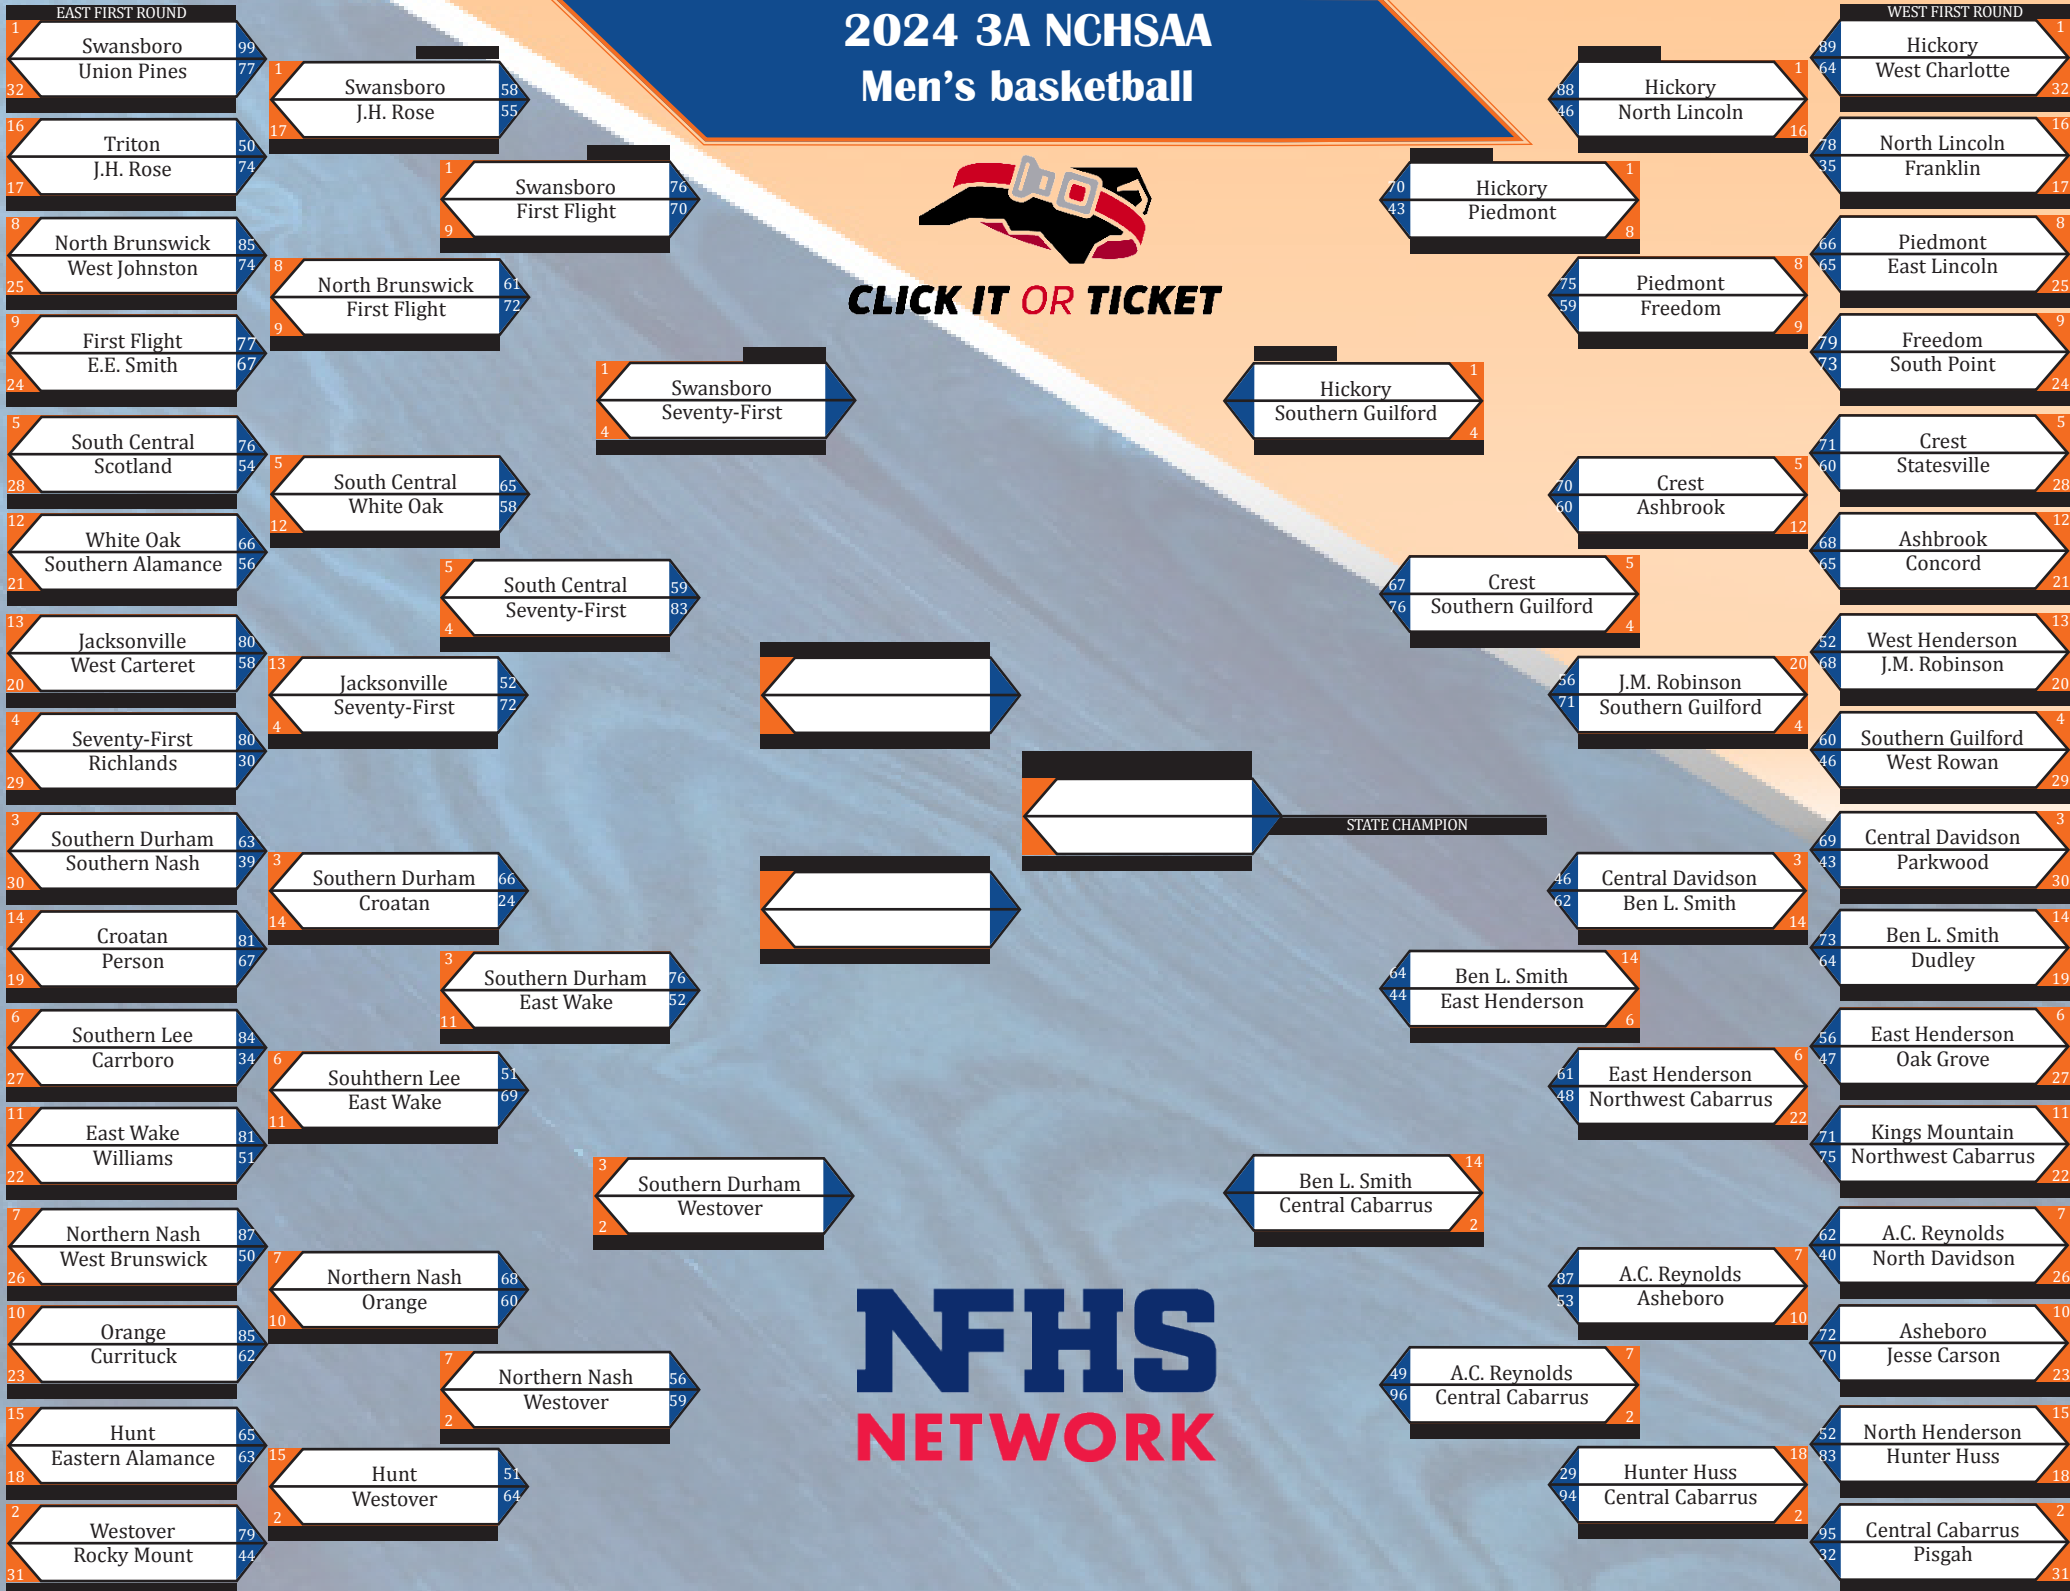 2024 3A NCHSAA
Men's basketball
CLICK IT OR TICKET
EAST FIRST ROUND
1 Swansboro 99
32 Union Pines 77
16 Triton 50
17 J.H. Rose 74
8 North Brunswick 85
25 West Johnston 74
9 First Flight 77
24 E.E. Smith 67
5 South Central 76
28 Scotland 54
12 White Oak 66
21 Southern Alamance 56
13 Jacksonville 80
20 West Carteret 58
4 Seventy-First 80
29 Richlands 30
3 Southern Durham 63
30 Southern Nash 39
14 Croatan 81
19 Person 67
6 Southern Lee 84
27 Carrboro 34
11 East Wake 81
22 Williams 51
7 Northern Nash 87
26 West Brunswick 50
10 Orange 85
23 Currituck 62
15 Hunt 65
18 Eastern Alamance 63
2 Westover 79
31 Rocky Mount 44
1 Swansboro 58
17 J.H. Rose 55
8 North Brunswick 61
9 First Flight 72
5 South Central 65
12 White Oak 58
13 Jacksonville 52
4 Seventy-First 72
3 Southern Durham 66
14 Croatan 24
6 Souhthern Lee 51
11 East Wake 69
7 Northern Nash 68
10 Orange 60
15 Hunt 51
2 Westover 64
1 Swansboro 76
9 First Flight 70
5 South Central 59
4 Seventy-First 83
3 Southern Durham 76
11 East Wake 52
7 Northern Nash 56
2 Westover 59
1 Swansboro
4 Seventy-First
3 Southern Durham
2 Westover
STATE CHAMPION
Hickory 1
Southern Guilford 4
Ben L. Smith 14
Central Cabarrus 2
70 Hickory 1
43 Piedmont 8
67 Crest 5
76 Southern Guilford 4
64 Ben L. Smith 14
44 East Henderson 6
49 A.C. Reynolds 7
96 Central Cabarrus 2
88 Hickory 1
46 North Lincoln 16
75 Piedmont 8
59 Freedom 9
70 Crest 5
60 Ashbrook 12
56 J.M. Robinson 20
71 Southern Guilford 4
46 Central Davidson 3
62 Ben L. Smith 14
61 East Henderson 6
48 Northwest Cabarrus 22
87 A.C. Reynolds 7
53 Asheboro 10
29 Hunter Huss 18
94 Central Cabarrus 2
WEST FIRST ROUND
89 Hickory 1
64 West Charlotte 32
78 North Lincoln 16
35 Franklin 17
66 Piedmont 8
65 East Lincoln 25
79 Freedom 9
73 South Point 24
71 Crest 5
60 Statesville 28
68 Ashbrook 12
65 Concord 21
52 West Henderson 13
68 J.M. Robinson 20
60 Southern Guilford 4
46 West Rowan 29
69 Central Davidson 3
43 Parkwood 30
73 Ben L. Smith 14
64 Dudley 19
56 East Henderson 6
47 Oak Grove 27
71 Kings Mountain 11
75 Northwest Cabarrus 22
62 A.C. Reynolds 7
40 North Davidson 26
72 Asheboro 10
70 Jesse Carson 23
52 North Henderson 15
83 Hunter Huss 18
95 Central Cabarrus 2
32 Pisgah 31
NFHS
NETWORK